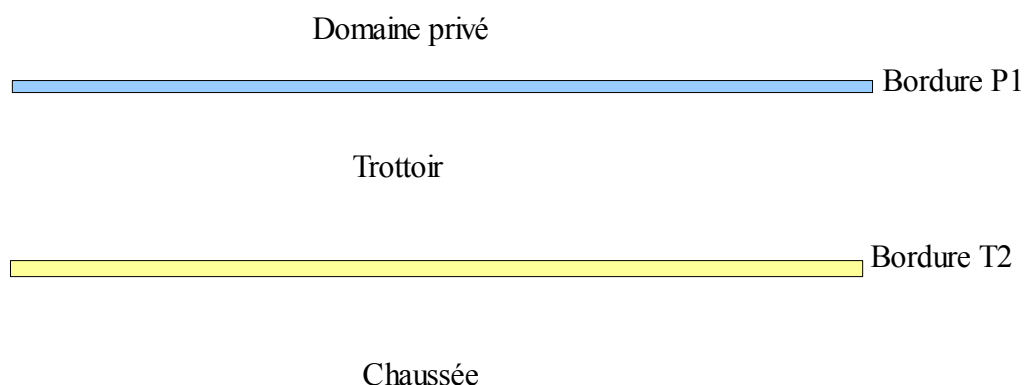 Domaine privé
Bordure P1
Trottoir
Bordure T2
Chaussée